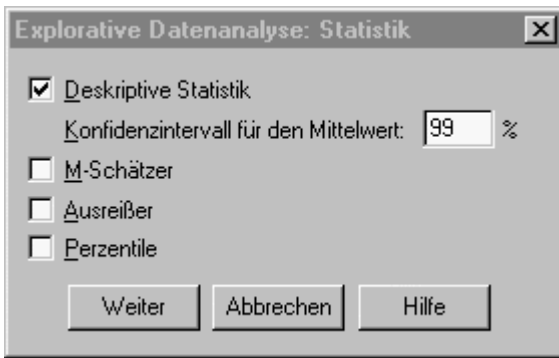 Explorative Datenanalyse: Statistik
Deskriptive Statistik
Konfidenzintervall für den Mittelwert: 99 %
M-Schätzer
Ausreißer
Perzentile
Weiter Abbrechen Hilfe